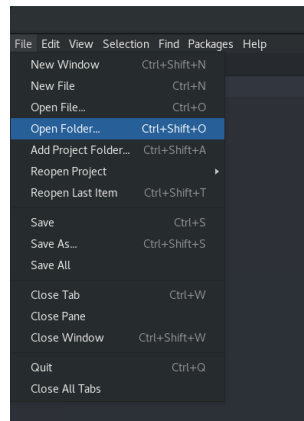 File Edit View Selection Find Packages Help
New Window Ctrl+Shift+N
New File Ctrl+N
Open File... Ctrl+O
Open Folder... Ctrl+Shift+O
Add Project Folder... Ctrl+Shift+A
Reopen Project
Reopen Last Item Ctrl+Shift+T
Save Ctrl+S
Save As... Ctrl+Shift+S
Save All
Close Tab Ctrl+W
Close Pane
Close Window Ctrl+Shift+W
Quit Ctrl+Q
Close All Tabs